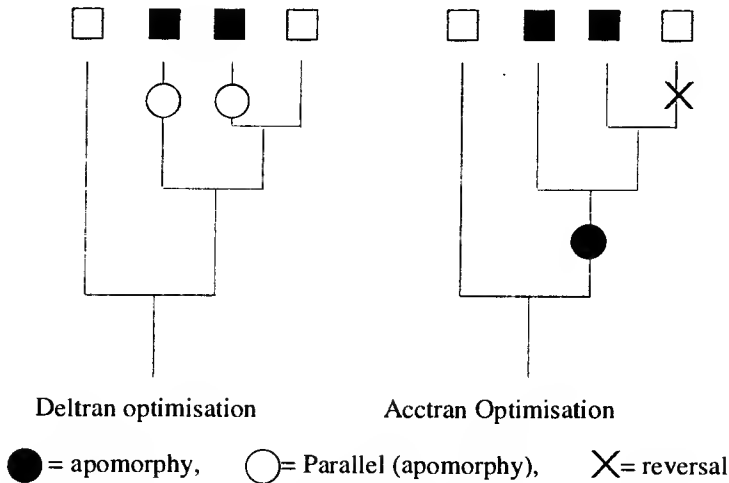 Deltran optimisation
Acctran Optimisation
= apomorphy, = Parallel (apomorphy), = reversal